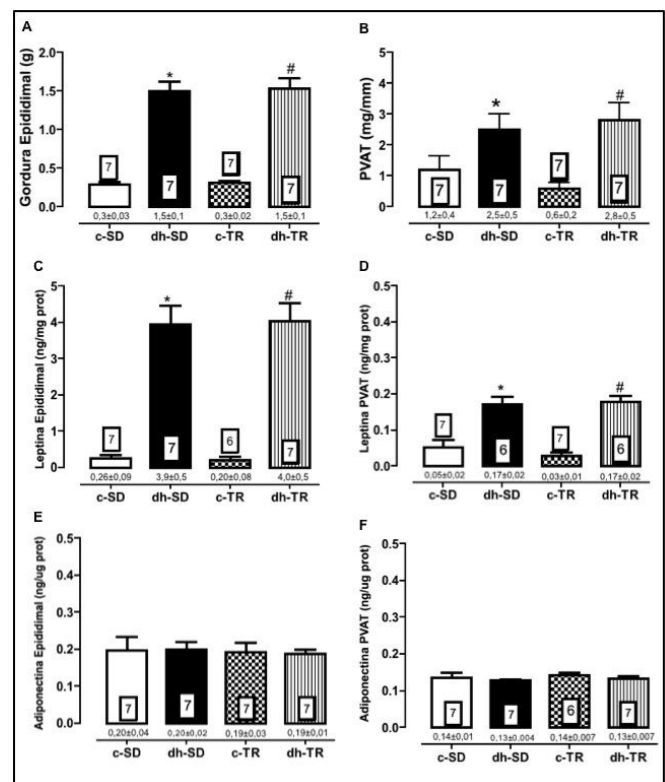 A
Gordura Epididimal (g)
2.0
1.5
1.0
0.5
0.0
*
#
7
7
7
7
0,3±0,03 1,5±0,1 0,3±0,02 1,5±0,1
c-SD dh-SD c-TR dh-TR
B
PVAT (mg/mm)
5
4
3
2
1
0
*
#
7
7
7
7
1,2±0,4 2,5±0,5 0,6±0,2 2,8±0,5
c-SD dh-SD c-TR dh-TR
C
Leptina Epididimal (ng/mg prot)
5
4
3
2
1
0
*
#
7
7
6
7
0,26±0,09 3,9±0,5 0,20±0,08 4,0±0,5
c-SD dh-SD c-TR dh-TR
D
Leptina PVAT (ng/mg prot)
0.5
0.4
0.3
0.2
0.1
0.0
*
#
7
6
7
6
0,05±0,02 0,17±0,02 0,03±0,01 0,17±0,02
c-SD dh-SD c-TR dh-TR
E
Adiponectina Epididimal (ng/ug prot)
0.5
0.4
0.3
0.2
0.1
0.0
7
7
7
7
0,20±0,04 0,20±0,02 0,19±0,03 0,19±0,01
c-SD dh-SD c-TR dh-TR
F
Adiponectina PVAT (ng/ug prot)
0.5
0.4
0.3
0.2
0.1
0.0
7
7
6
7
0,14±0,01 0,13±0,004 0,14±0,007 0,13±0,007
c-SD dh-SD c-TR dh-TR